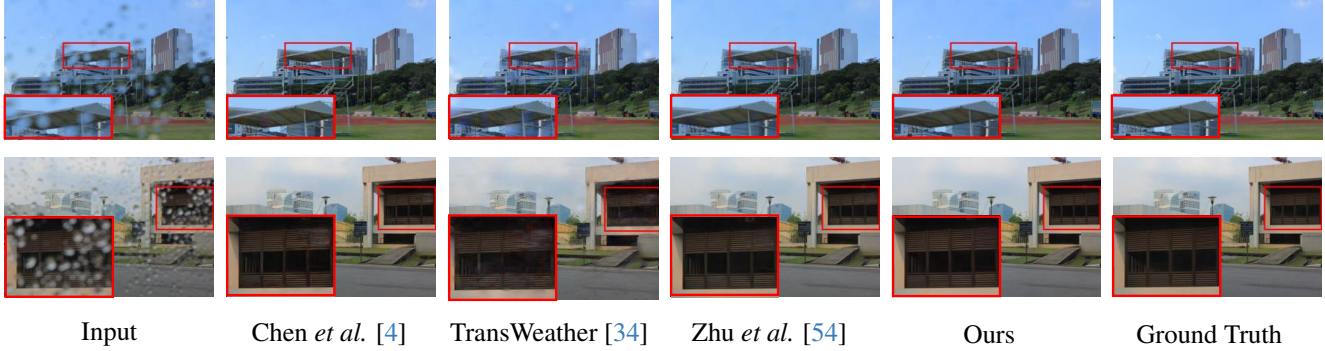 Input Chen et al. [4] TransWeather [34] Zhu et al. [54] Ours Ground Truth